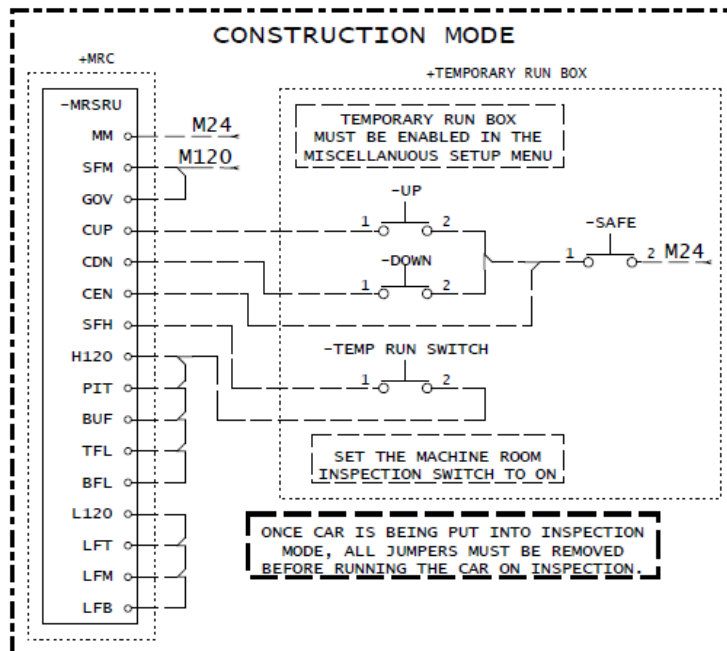 CONSTRUCTION MODE
+MRC
+TEMPORARY RUN BOX
-MRSRU
MM
M24
SFM
M120
GOV
CUP
CDN
CEN
SFH
H120
PIT
BUF
TFL
BFL
L120
LFT
LFM
LFB
TEMPORARY RUN BOX
MUST BE ENABLED IN THE
MISCELLANUOUS SETUP MENU
-UP
1 2
-DOWN
1 2
-SAFE
1 2 M24
-TEMP RUN SWITCH
1 2
SET THE MACHINE ROOM
INSPECTION SWITCH TO ON
ONCE CAR IS BEING PUT INTO INSPECTION
MODE, ALL JUMPERS MUST BE REMOVED
BEFORE RUNNING THE CAR ON INSPECTION.